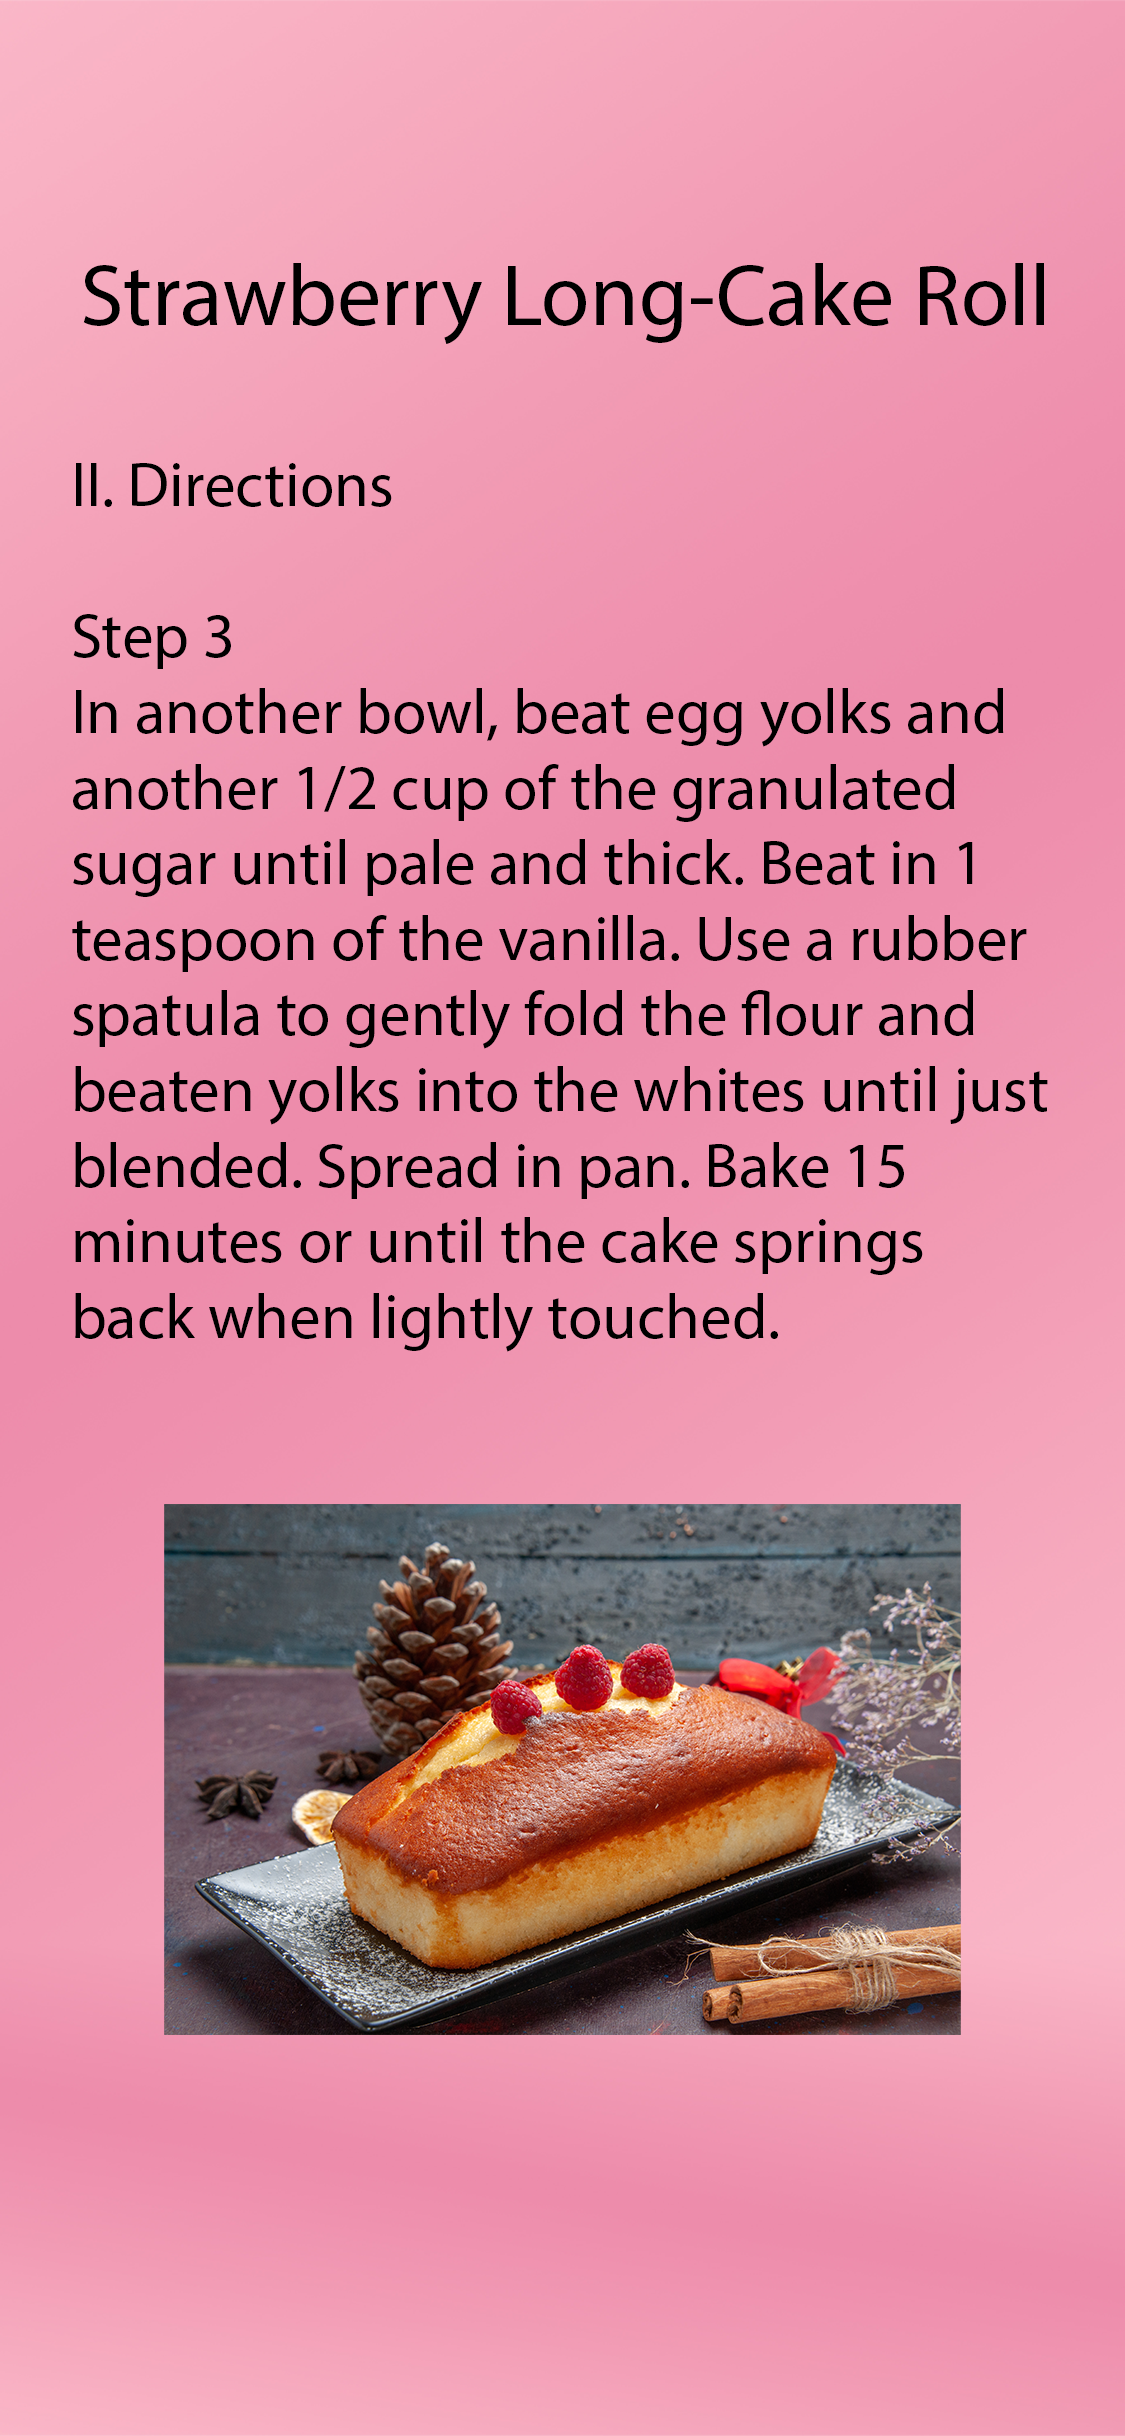 Strawberry Long-Cake Roll
II. Directions
Step 3
In another bowl, beat egg yolks and
another 1/2 cup of the granulated
sugar until pale and thick. Beat in 1
teaspoon of the vanilla. Use a rubber
spatula to gently fold the flour and
beaten yolks into the whites until just
blended. Spread in pan. Bake 15
minutes or until the cake springs
back when lightly touched.